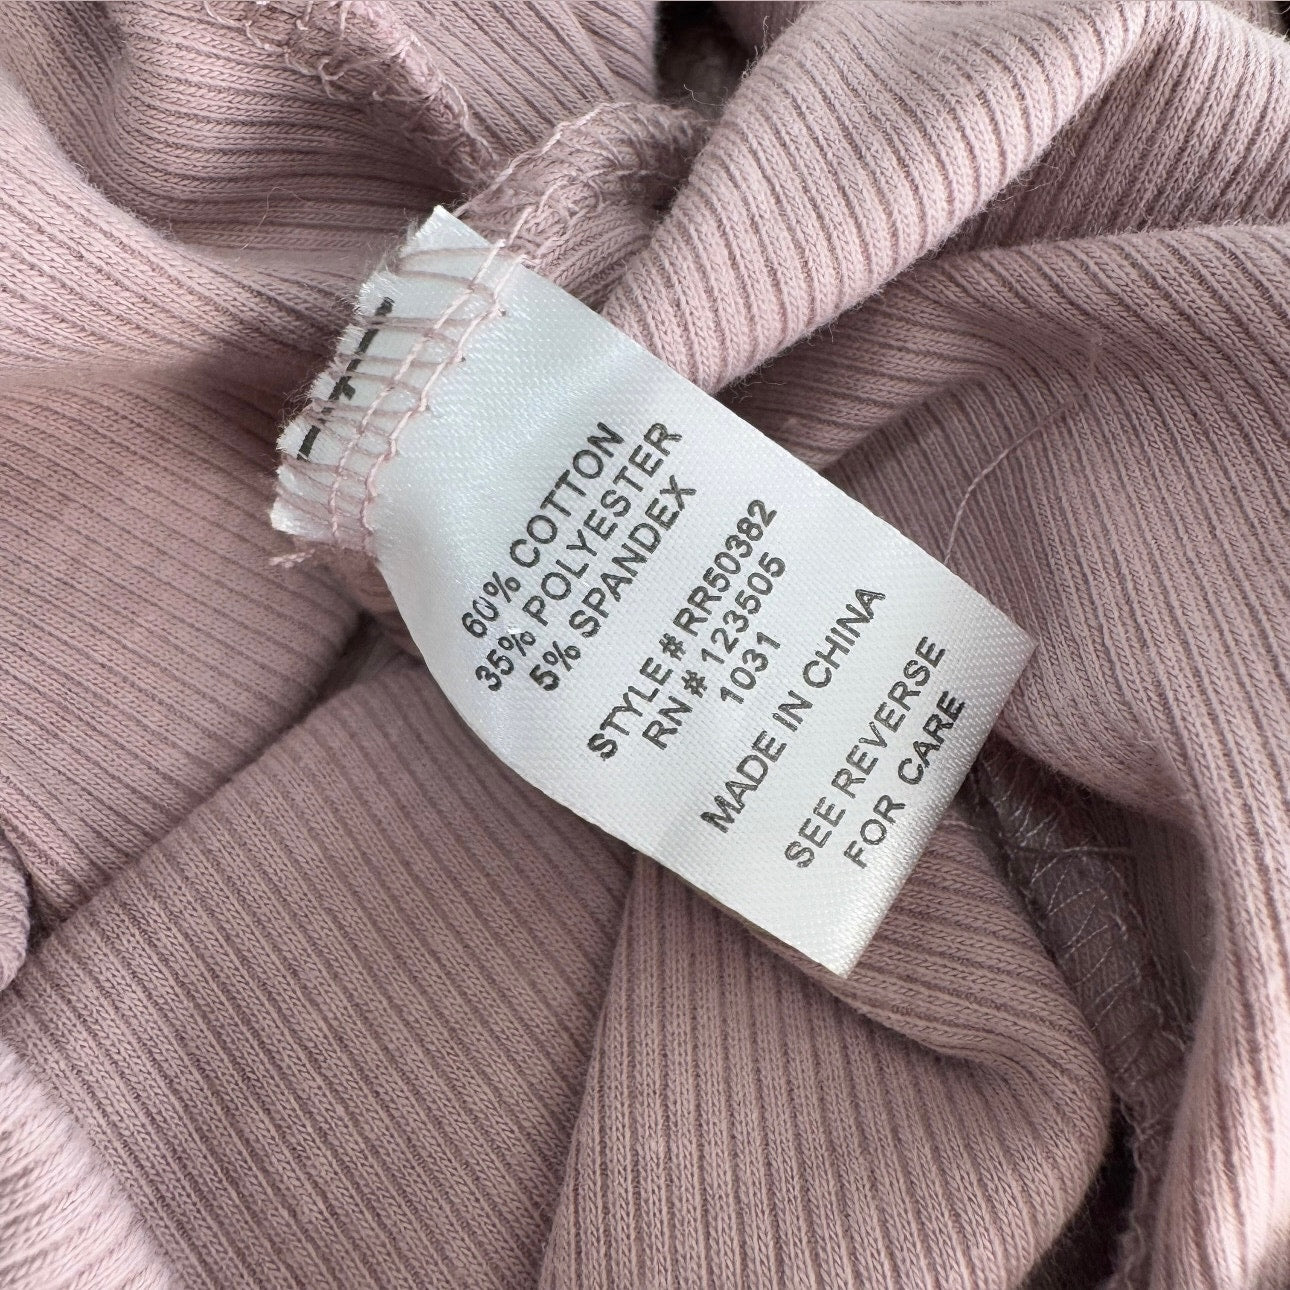 60% COTTON
35% POLYESTER
5% SPANDEX
STYLE # RR50382
RN # 123505
1031
MADE IN CHINA
SEE REVERSE
FOR CARE